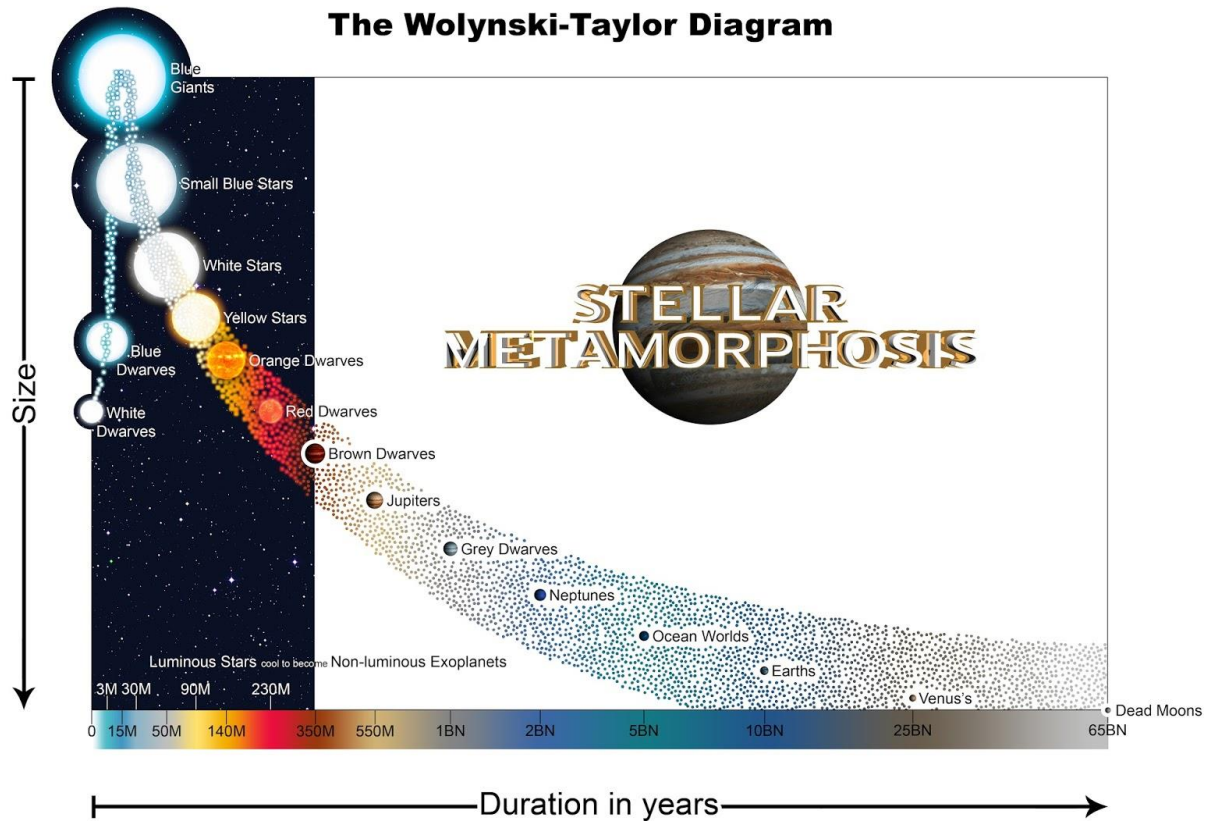 The Wolynski-Taylor Diagram
Blue
Giants
Small Blue Stars
White Stars
Yellow Stars
.Blue
Dwarves
Orange Dwarves
White
Dwarves
Red Dwarves
Brown Dwarves
STELLAR
METAMORPHOSIS
Jupiters
Grey Dwarves
Neptunes
Ocean Worlds
Earths
Venus's
Dead Moons
Size
Luminous Stars cool to become Non-luminous Exoplanets
3M 30M 90M 230M
0 15M 50M 140M 350M 550M 1BN 2BN 5BN 10BN 25BN 65BN
Duration in years